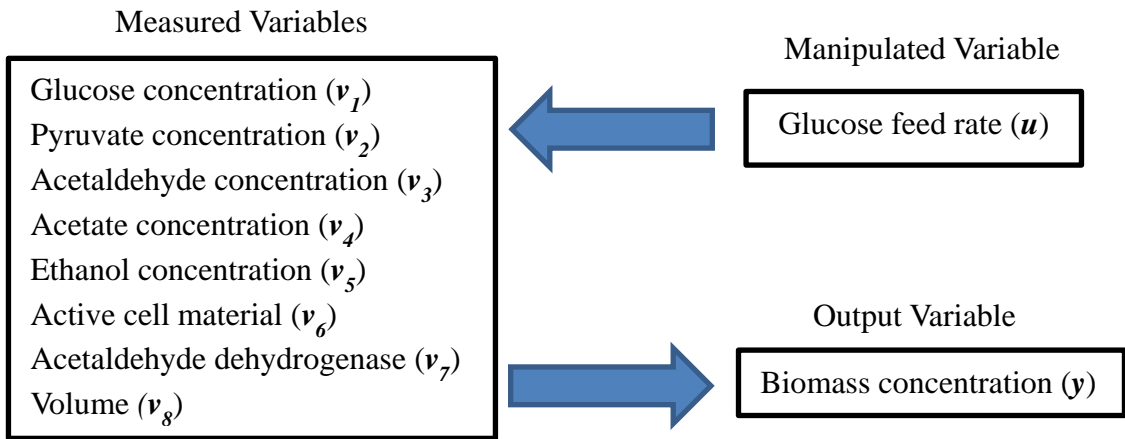 Measured Variables
Glucose concentration (v₁)
Pyruvate concentration (v₂)
Acetaldehyde concentration (v₃)
Acetate concentration (v₄)
Ethanol concentration (v₅)
Active cell material (v₆)
Acetaldehyde dehydrogenase (v₇)
Volume (v₈)
Manipulated Variable
Glucose feed rate (u)
Output Variable
Biomass concentration (y)